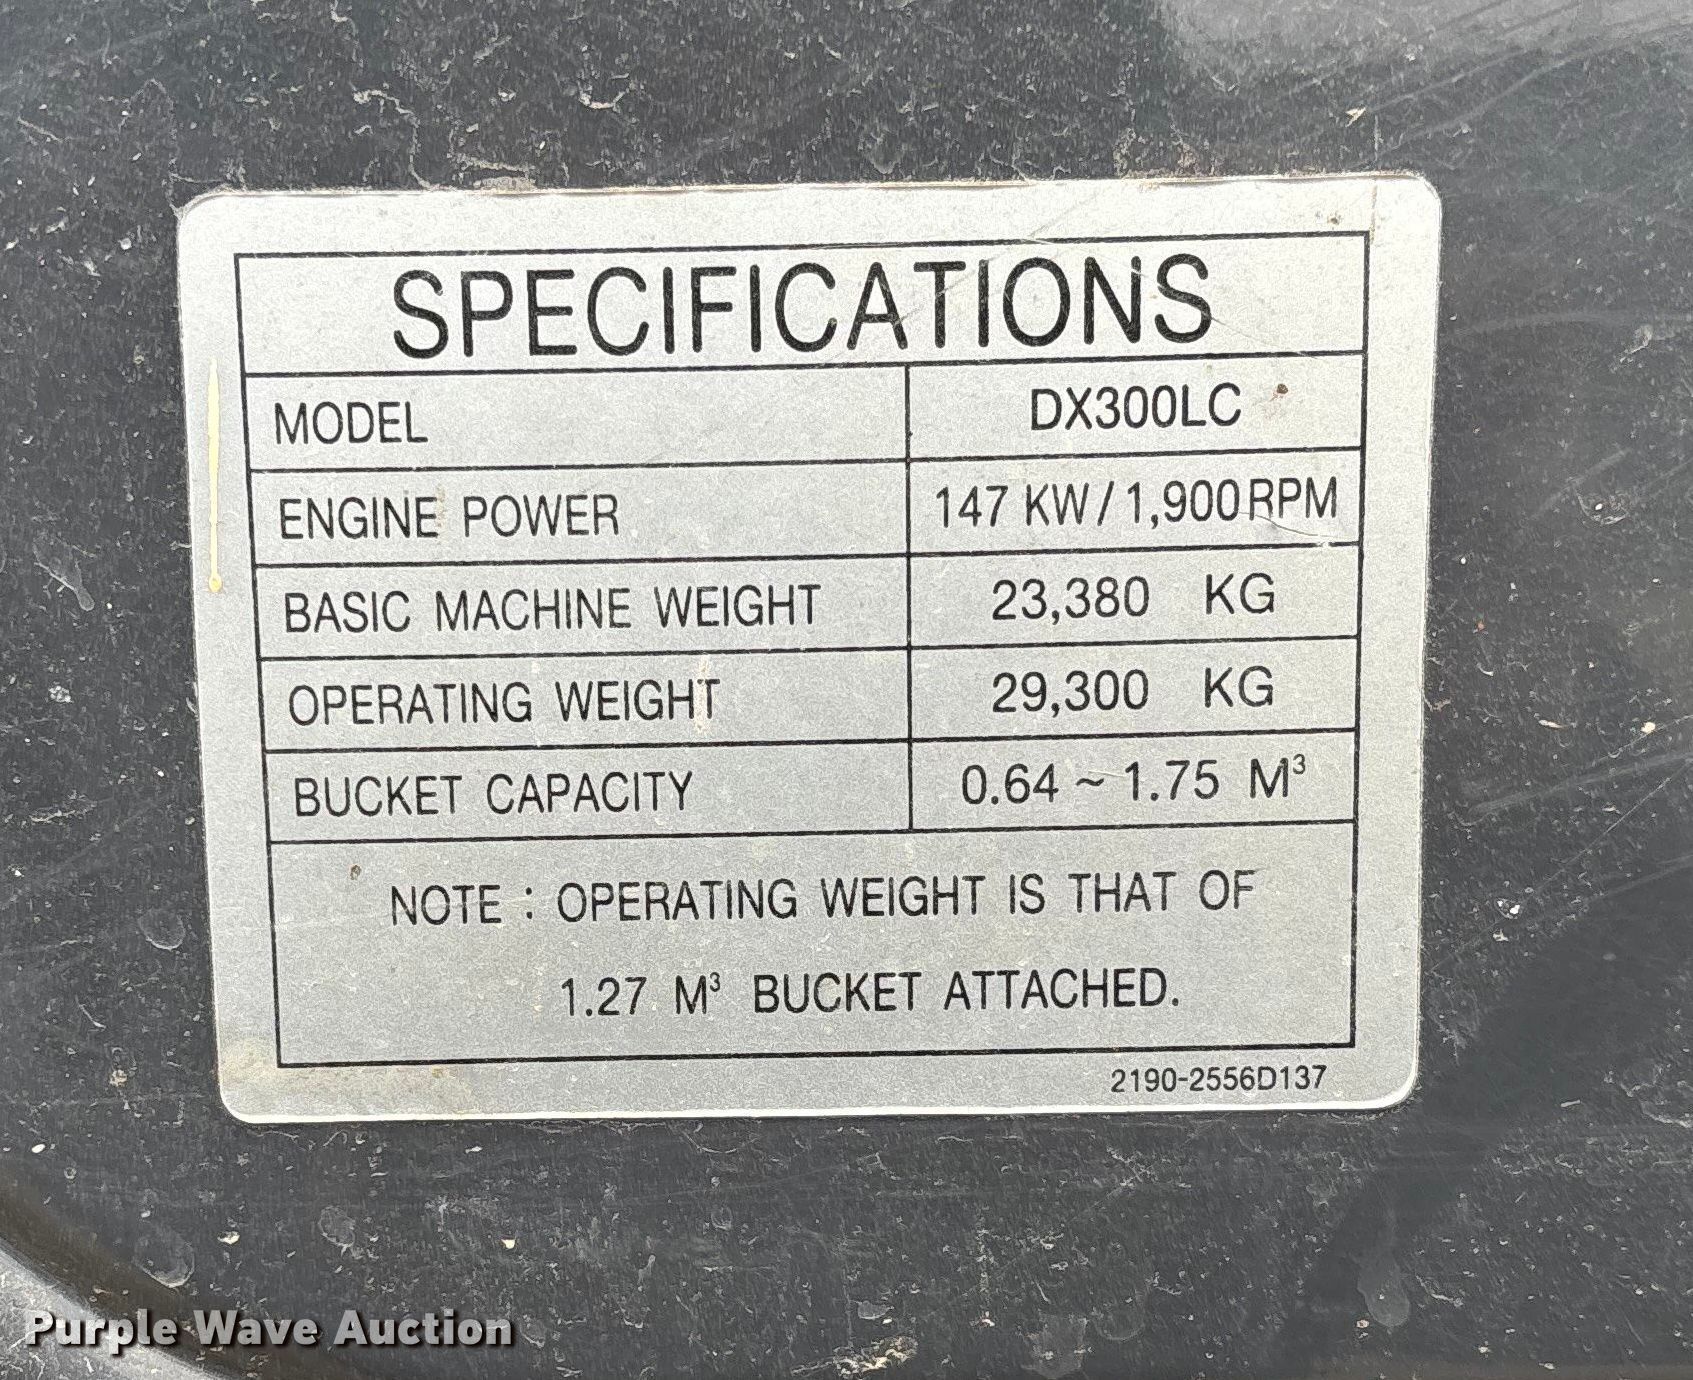 SPECIFICATIONS
MODEL DX300LC
ENGINE POWER 147 KW/1,900RPM
BASIC MACHINE WEIGHT 23,380 KG
OPERATING WEIGHT 29,300 KG
BUCKET CAPACITY 0.64 ~ 1.75 M³
NOTE : OPERATING WEIGHT IS THAT OF
1.27 M³ BUCKET ATTACHED.
2190-2556D137
Purple Wave Auction